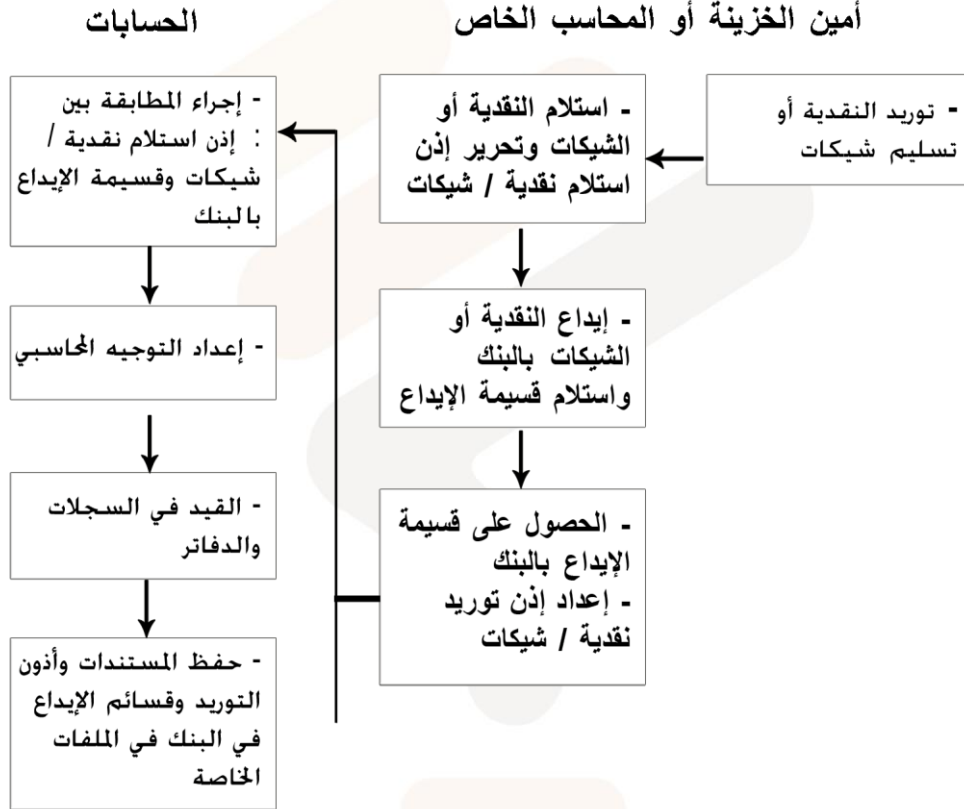 أمين الخزينة أو المحاسب الخاص
الحسابات
- توريد النقدية أو
تسليم شيكات
- استلام النقدية أو
الشيكات وتحرير إذن
استلام نقدية / شيكات
- إيداع النقدية أو
الشيكات بالبنك
واستلام قسيمة الإيداع
- الحصول على قسيمة
الإيداع بالبنك
- إعداد إذن توريد
نقدية / شيكات
- إجراء المطابقة بين
: إذن استلام نقدية /
شيكات وقسيمة الإيداع
بالبنك
- إعداد التوجيه المحاسبي
- القيد في السجلات
والدفاتر
- حفظ المستندات وأذون
التوريد وقسائم الإيداع
في البنك في الملفات
الخاصة